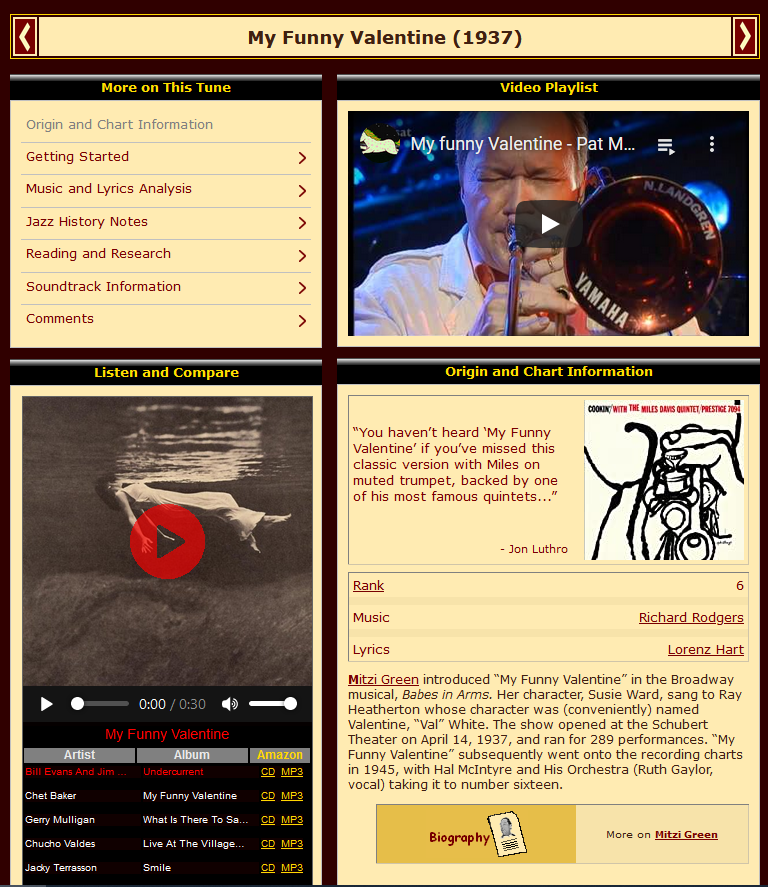 My Funny Valentine (1937)
More on This Tune
Origin and Chart Information
Getting Started
Music and Lyrics Analysis
Jazz History Notes
Reading and Research
Soundtrack Information
Comments
Video Playlist
My funny Valentine - Pat M...
N.LANDGREN
YAMAHA
Listen and Compare
0:00 / 0:30
My Funny Valentine
Artist Album Amazon
Bill Evans And Jim ... Undercurrent CD MP3
Chet Baker My Funny Valentine CD MP3
Gerry Mulligan What Is There To Sa... CD MP3
Chucho Valdes Live At The Village... CD MP3
Jacky Terrasson Smile CD MP3
Origin and Chart Information
“You haven’t heard ‘My Funny
Valentine’ if you’ve missed this
classic version with Miles on
muted trumpet, backed by one
of his most famous quintets...”
- Jon Luthro
COOKIN' WITH THE MILES DAVIS QUINTET/PRESTIGE 7094
Rank 6
Music Richard Rodgers
Lyrics Lorenz Hart
Mitzi Green introduced “My Funny Valentine” in the Broadway
musical, Babes in Arms. Her character, Susie Ward, sang to Ray
Heatherton whose character was (conveniently) named
Valentine, “Val” White. The show opened at the Schubert
Theater on April 14, 1937, and ran for 289 performances. “My
Funny Valentine” subsequently went onto the recording charts
in 1945, with Hal McIntyre and His Orchestra (Ruth Gaylor,
vocal) taking it to number sixteen.
Biography
More on Mitzi Green